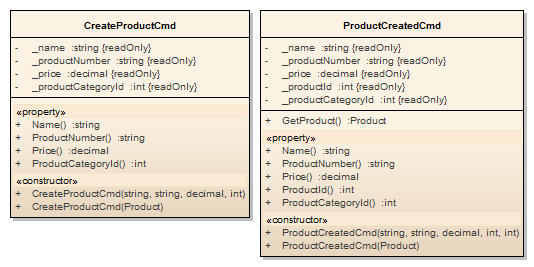 CreateProductCmd
- _name :string {readOnly}
- _productNumber :string {readOnly}
- _price :decimal {readOnly}
- _productCategoryId :int {readOnly}
«property»
+ Name() :string
+ ProductNumber() :string
+ Price() :decimal
+ ProductCategoryId() :int
«constructor»
+ CreateProductCmd(string, string, decimal, int)
+ CreateProductCmd(Product)
ProductCreatedCmd
- _name :string {readOnly}
- _productNumber :string {readOnly}
- _price :decimal {readOnly}
- _productId :int {readOnly}
- _productCategoryId :int {readOnly}
+ GetProduct() :Product
«property»
+ Name() :string
+ ProductNumber() :string
+ Price() :decimal
+ ProductId() :int
+ ProductCategoryId() :int
«constructor»
+ ProductCreatedCmd(string, string, decimal, int, int)
+ ProductCreatedCmd(Product)